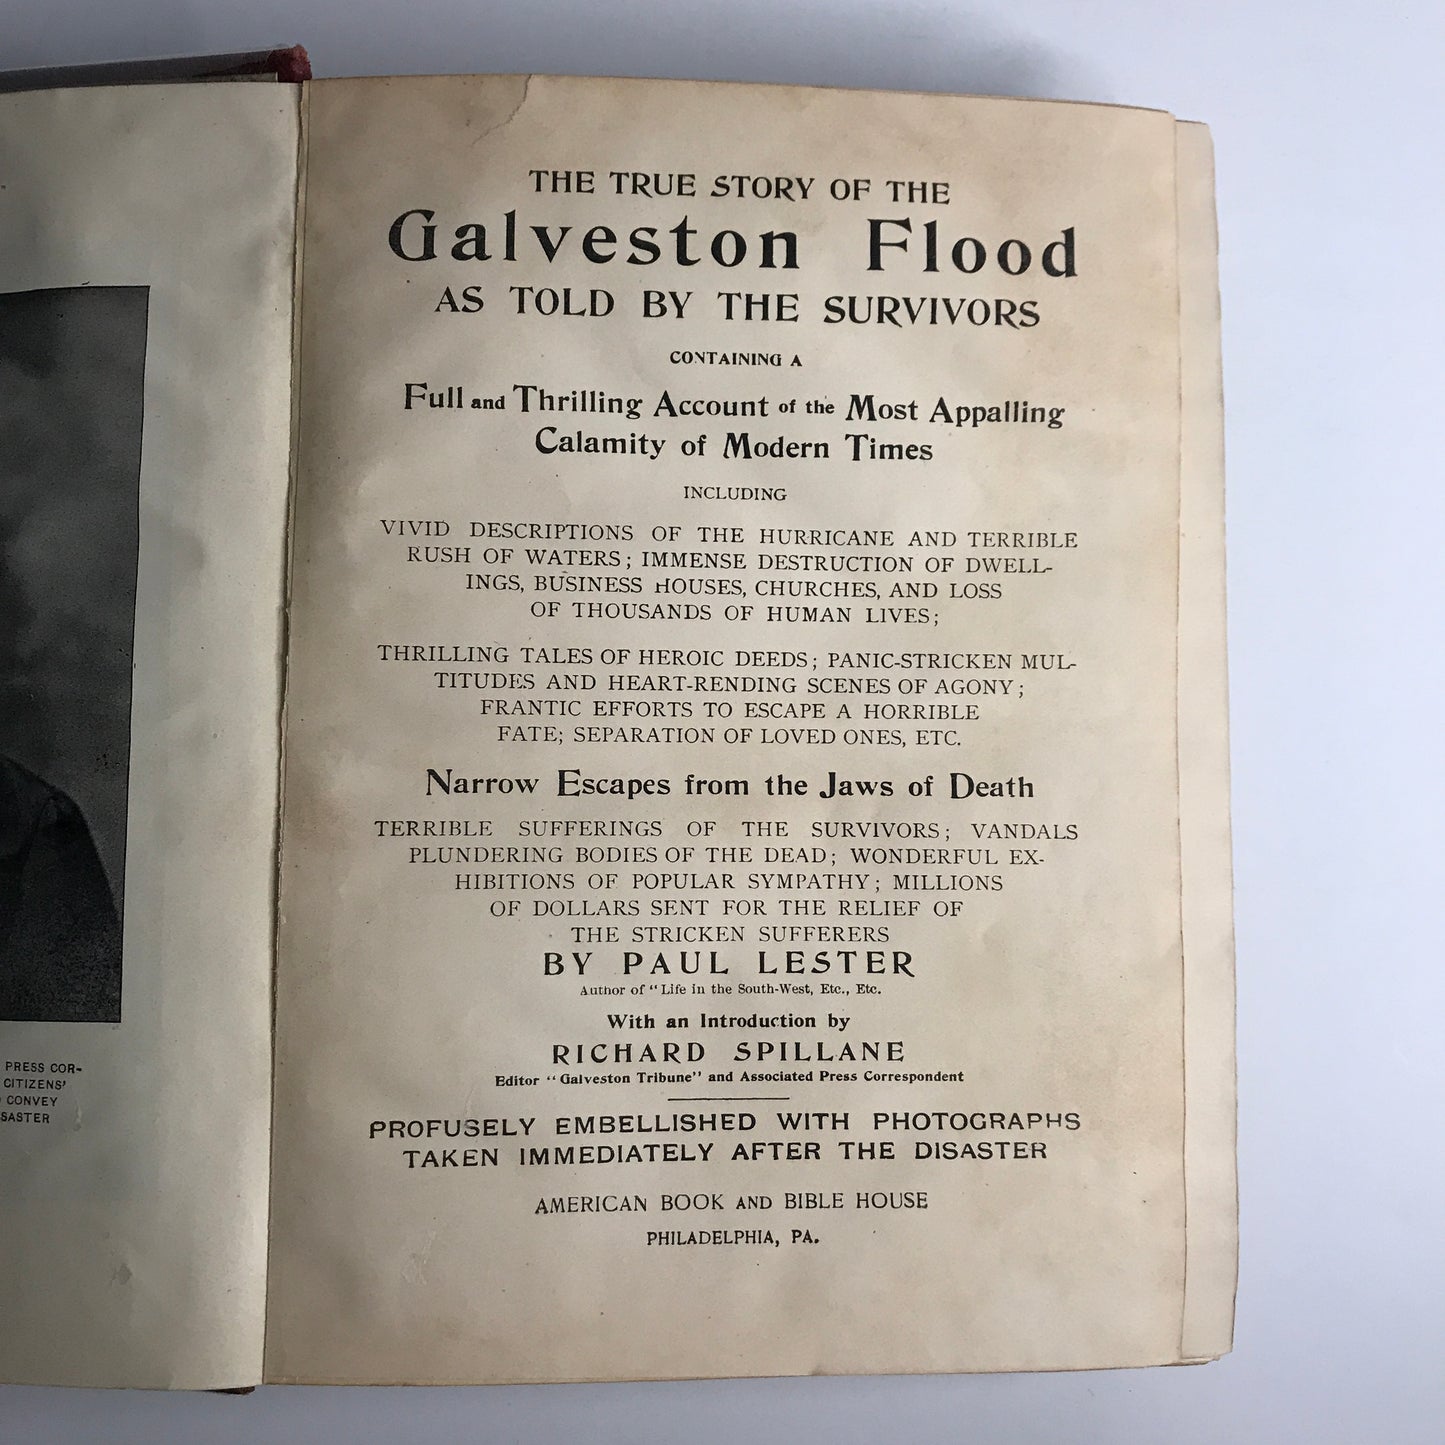 PRESS COR-
CITIZENS'
CONVEY
SASTER
THE TRUE STORY OF THE
Galveston Flood
AS TOLD BY THE SURVIVORS
CONTAINING A
Full and Thrilling Account of the Most Appalling
Calamity of Modern Times
INCLUDING
VIVID DESCRIPTIONS OF THE HURRICANE AND TERRIBLE
RUSH OF WATERS; IMMENSE DESTRUCTION OF DWELL-
INGS, BUSINESS HOUSES, CHURCHES, AND LOSS
OF THOUSANDS OF HUMAN LIVES;
THRILLING TALES OF HEROIC DEEDS; PANIC-STRICKEN MUL-
TITUDES AND HEART-RENDING SCENES OF AGONY;
FRANTIC EFFORTS TO ESCAPE A HORRIBLE
FATE; SEPARATION OF LOVED ONES, ETC.
Narrow Escapes from the Jaws of Death
TERRIBLE SUFFERINGS OF THE SURVIVORS; VANDALS
PLUNDERING BODIES OF THE DEAD; WONDERFUL EX-
HIBITIONS OF POPULAR SYMPATHY; MILLIONS
OF DOLLARS SENT FOR THE RELIEF OF
THE STRICKEN SUFFERERS
BY PAUL LESTER
Author of "Life in the South-West, Etc., Etc.
With an Introduction by
RICHARD SPILLANE
Editor "Galveston Tribune" and Associated Press Correspondent
PROFUSELY EMBELLISHED WITH PHOTOGRAPHS
TAKEN IMMEDIATELY AFTER THE DISASTER
AMERICAN BOOK AND BIBLE HOUSE
PHILADELPHIA, PA.